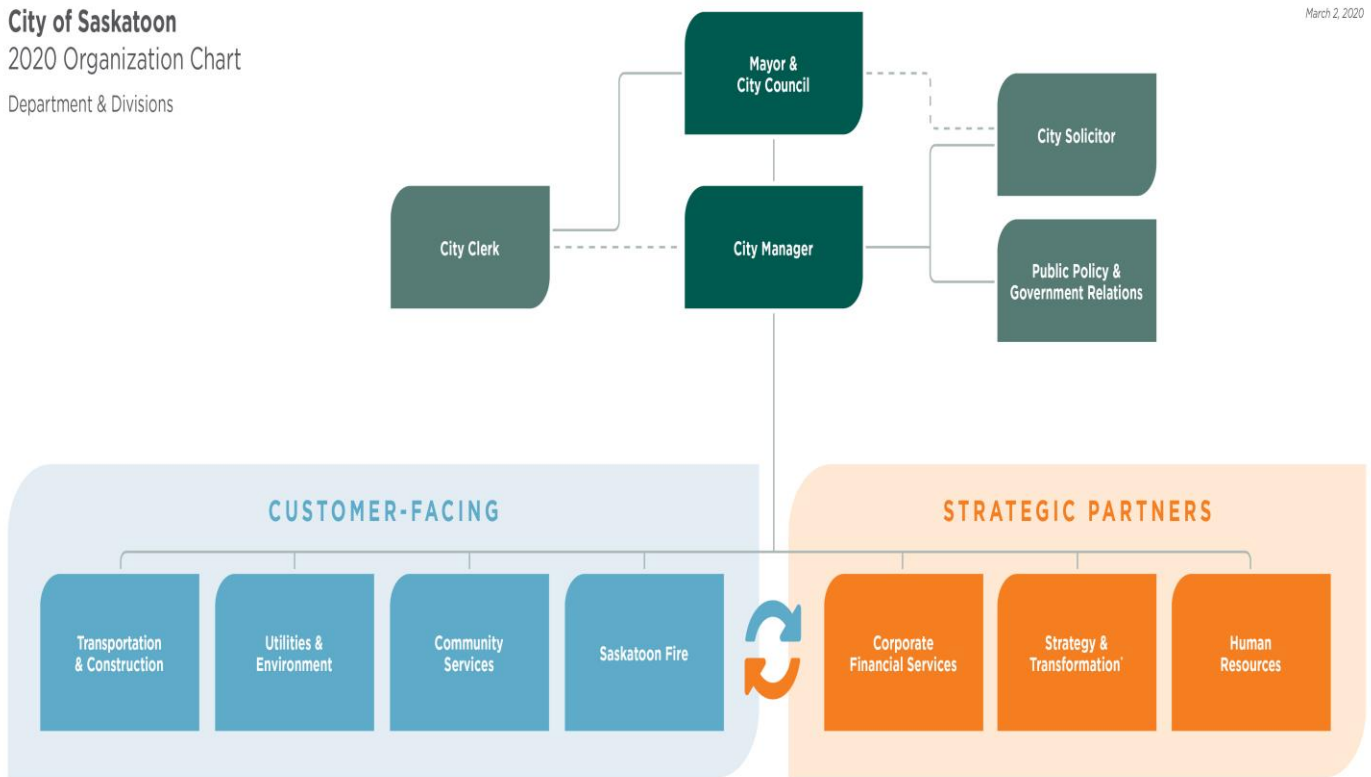 City of Saskatoon
2020 Organization Chart
Department & Divisions
March 2, 2020
Mayor &
City Council
City Solicitor
City Clerk
City Manager
Public Policy &
Government Relations
CUSTOMER-FACING
STRATEGIC PARTNERS
Transportation
& Construction
Utilities &
Environment
Community
Services
Saskatoon Fire
Corporate
Financial Services
Strategy &
Transformation*
Human
Resources